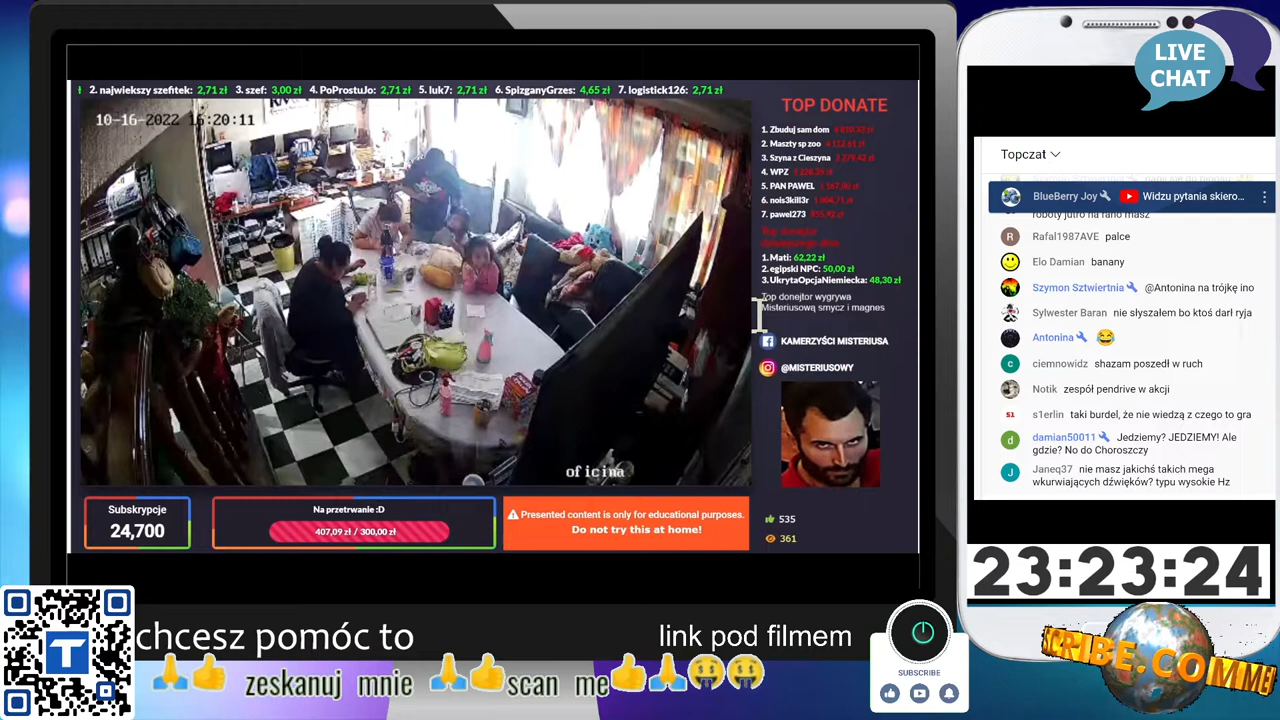 2. najwiekszy szefitek: 2,71 zł 3. szef: 3,00 zł 4. PoProstuJo: 2,71 zł 5. luk7: 2,71 zł 6. SpizganyGrzes: 4,65 zł 7. logistick126: 2,71 zł
10-16-2022 16:20:11
oficina
TOP DONATE
1. Zbuduj sam dom
2. Maszty sp zoo
3. Szyna z Cieszyna
4. WPZ
5. PAN PAWEŁ
6. nois3kill3r
7. pawel273
1. Mati: 62,22 zł
2. egipski NPC: 50,00 zł
3. UkrytaOpcjaNiemiecka: 48,30 zł
Top donejtor wygrywa
Misteriusową smycz i magnes
KAMERZYŚCI MISTERIUSA
@MISTERIUSOWY
Subskrypcje
24,700
Na przetrwanie :D
407,09 zł / 300,00 zł
Presented content is only for educational purposes.
Do not try this at home!
535
361
LIVE
CHAT
Topczat
BlueBerry Joy Widzu pytania skiero...
roboty jutro na rano masz
Rafal1987AVE palce
Elo Damian banany
Szymon Sztwiertnia @Antonina na trójkę ino
Sylwester Baran nie słyszałem bo ktoś darł ryja
Antonina 😂
ciemnowidz shazam poszedł w ruch
Notik zespół pendrive w akcji
s1erlin taki burdel, że nie wiedzą z czego to gra
damian50011 Jedziemy? JEDZIEMY! Ale
gdzie? No do Choroszczy
Janeq37 nie masz jakichś takich mega
wkurwiających dźwięków? typu wysokie Hz
23:23:24
chcesz pomóc to
link pod filmem
🙏👍 zeskanuj mnie 🙏👍scan me👍🙏🤑🤑
T
SUBSCRIBE
SCRIBE.COMME